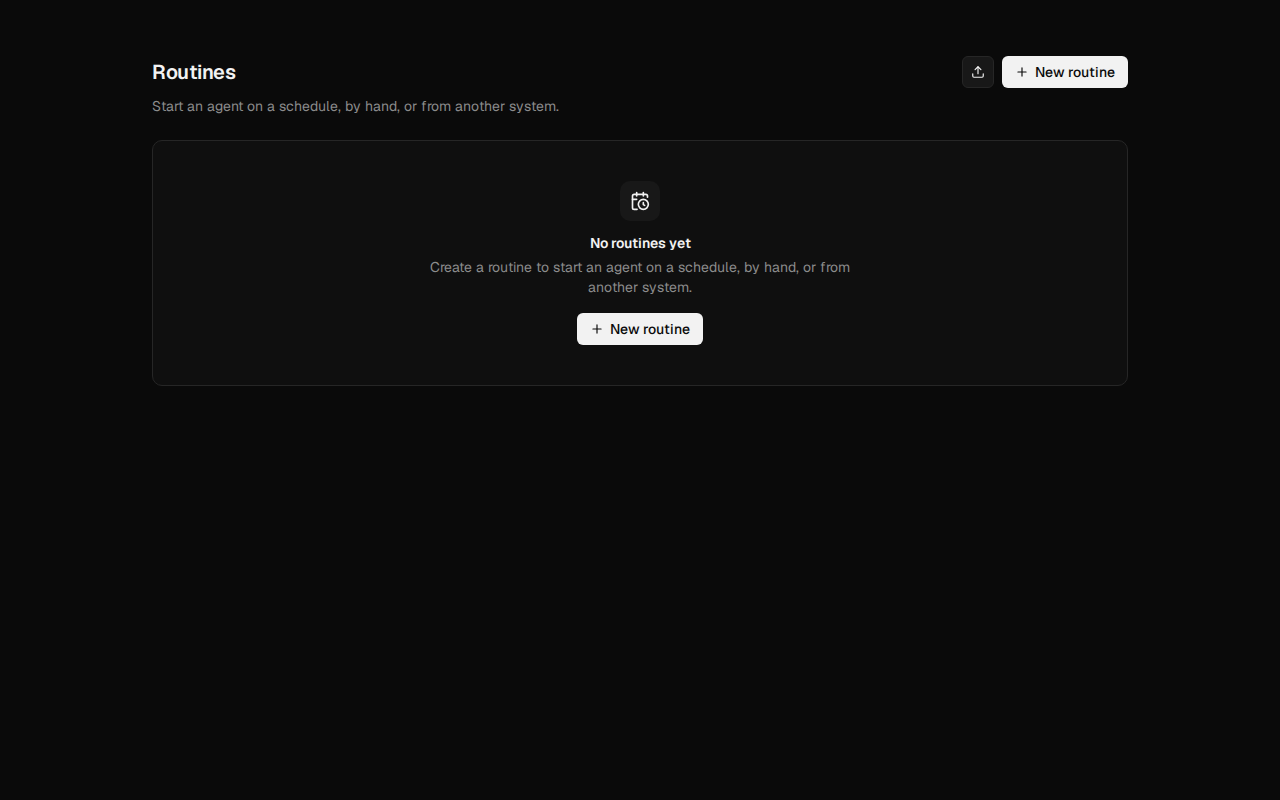 Routines
New routine
Start an agent on a schedule, by hand, or from another system.
No routines yet
Create a routine to start an agent on a schedule, by hand, or from
another system.
New routine